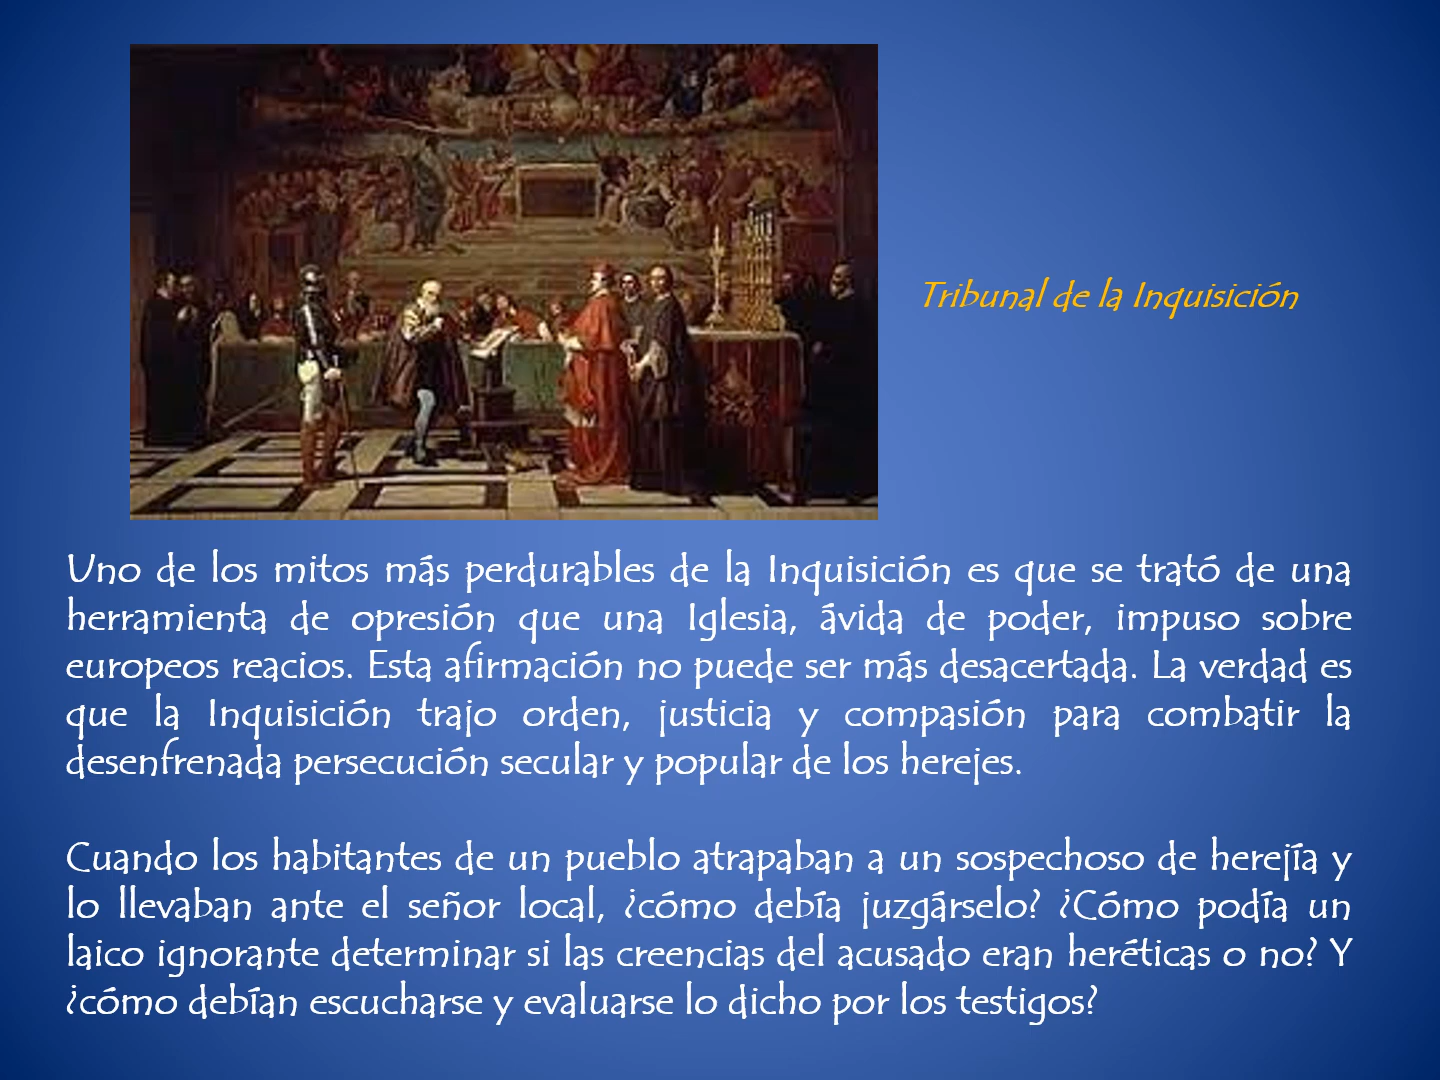 Tribunal de la Inquisición
Uno de los mitos más perdurables de la Inquisición es que se trató de una
herramienta de opresión que una Iglesia, ávida de poder, impuso sobre
europeos reacios. Esta afirmación no puede ser más desacertada. La verdad es
que la Inquisición trajo orden, justicia y compasión para combatir la
desenfrenada persecución secular y popular de los herejes.
Cuando los habitantes de un pueblo atrapaban a un sospechoso de herejía y
lo llevaban ante el señor local, ¿cómo debía juzgárselo? ¿Cómo podía un
laico ignorante determinar si las creencias del acusado eran heréticas o no? Y
¿cómo debían escucharse y evaluarse lo dicho por los testigos?